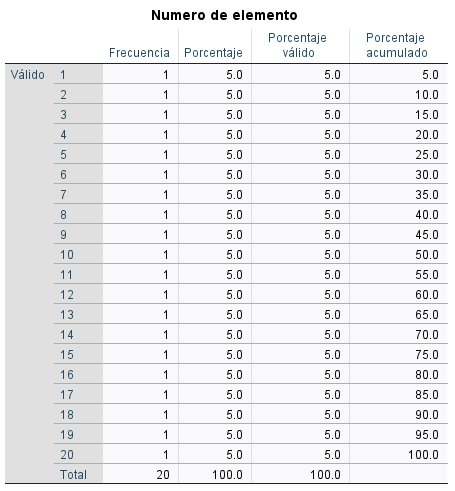 Numero de elemento
Frecuencia Porcentaje Porcentaje válido Porcentaje acumulado
Válido 1 1 5.0 5.0 5.0
2 1 5.0 5.0 10.0
3 1 5.0 5.0 15.0
4 1 5.0 5.0 20.0
5 1 5.0 5.0 25.0
6 1 5.0 5.0 30.0
7 1 5.0 5.0 35.0
8 1 5.0 5.0 40.0
9 1 5.0 5.0 45.0
10 1 5.0 5.0 50.0
11 1 5.0 5.0 55.0
12 1 5.0 5.0 60.0
13 1 5.0 5.0 65.0
14 1 5.0 5.0 70.0
15 1 5.0 5.0 75.0
16 1 5.0 5.0 80.0
17 1 5.0 5.0 85.0
18 1 5.0 5.0 90.0
19 1 5.0 5.0 95.0
20 1 5.0 5.0 100.0
Total 20 100.0 100.0